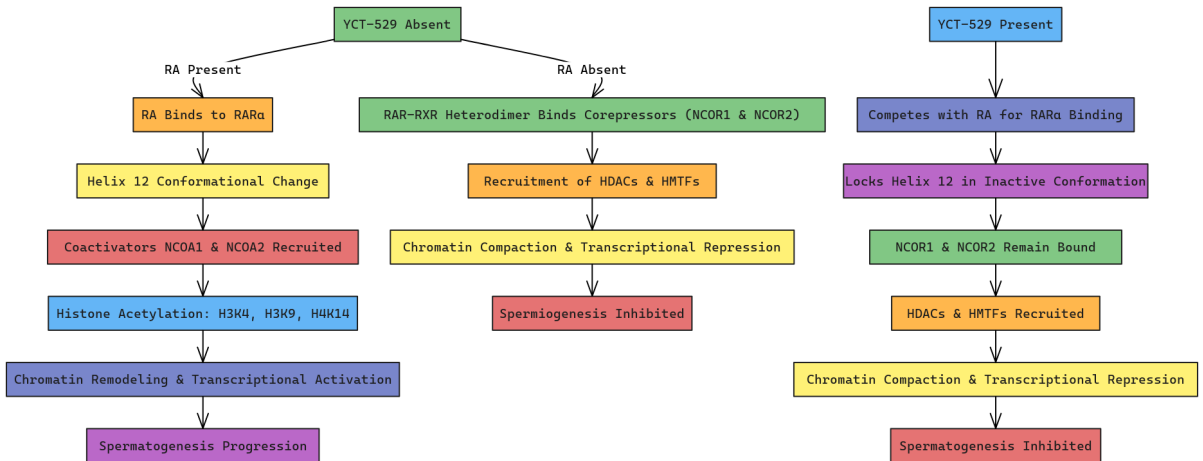 YCT-529 Absent
YCT-529 Present
RA Present
RA Absent
RA Binds to RARα
RAR-RXR Heterodimer Binds Corepressors (NCOR1 & NCOR2)
Competes with RA for RARα Binding
Helix 12 Conformational Change
Recruitment of HDACs & HMTFs
Locks Helix 12 in Inactive Conformation
Coactivators NCOA1 & NCOA2 Recruited
Chromatin Compaction & Transcriptional Repression
NCOR1 & NCOR2 Remain Bound
Histone Acetylation: H3K4, H3K9, H4K14
Spermiogenesis Inhibited
HDACs & HMTFs Recruited
Chromatin Remodeling & Transcriptional Activation
Chromatin Compaction & Transcriptional Repression
Spermatogenesis Progression
Spermatogenesis Inhibited